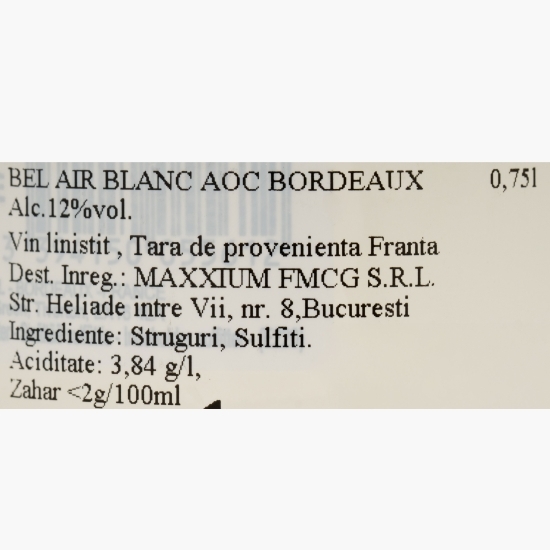 BEL AIR BLANC AOC BORDEAUX 0,75l
Alc.12%vol.
Vin linistit , Tara de provenienta Franta
Dest. Inreg.: MAXXIUM FMCG S.R.L.
Str. Heliade intre Vii, nr. 8,Bucuresti
Ingrediente: Struguri, Sulfiti.
Aciditate: 3,84 g/l,
Zahar <2g/100ml